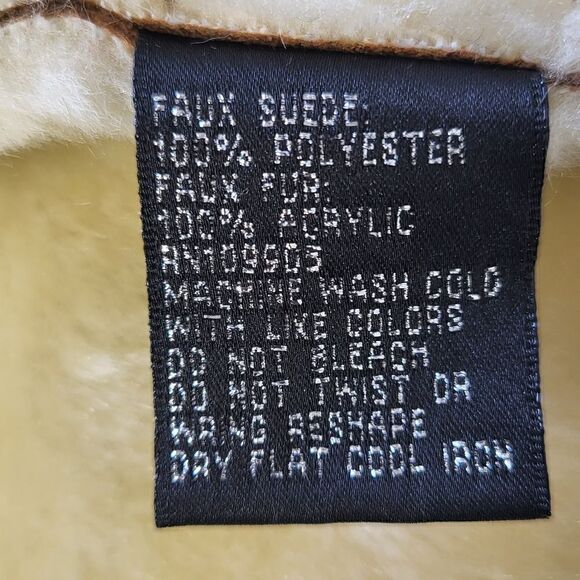 FAUX SUEDE:
100% POLYESTER
FAUX FUR:
100% ACRYLIC
RN109505
MACHINE WASH COLD
WITH LIKE COLORS
DO NOT BLEACH
DO NOT TWIST OR
WRING RESHAPE
DRY FLAT COOL IRON